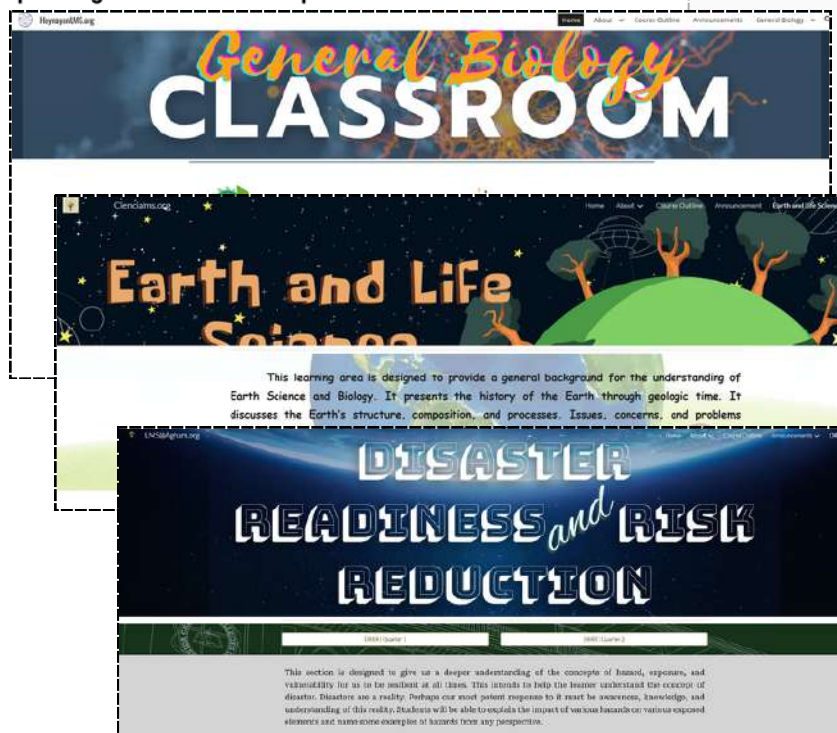 HaynayanLMS.org
Home About Course Outline Announcements General Biology
General Biology
CLASSROOM
Cienciams.org
Home About Course Outline Announcement Earth and life Scien
Earth and Life
Science
This learning area is designed to provide a general background for the understanding of
Earth Science and Biology. It presents the history of the Earth through geologic time. It
discusses the Earth's structure, composition, and processes. Issues, concerns, and problems
Home About Course Outline Announcements
DISASTER
READINESS and RISK
REDUCTION
This section is designed to give us a deeper understanding of the concepts of hazard, exposure, and
vulnerability for us to be resilient at all times. This intends to help the learner understand the concept of
disaster. Disasters are a reality. Perhaps our most potent response to it must be awareness, knowledge, and
understanding of this reality. Students will be able to explain the impact of various hazards on various exposed
elements and name some examples of hazards from any perspective.